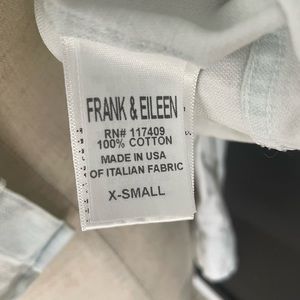 FRANK & EILEEN
RN# 117409
100% COTTON
MADE IN USA
OF ITALIAN FABRIC
X-SMALL